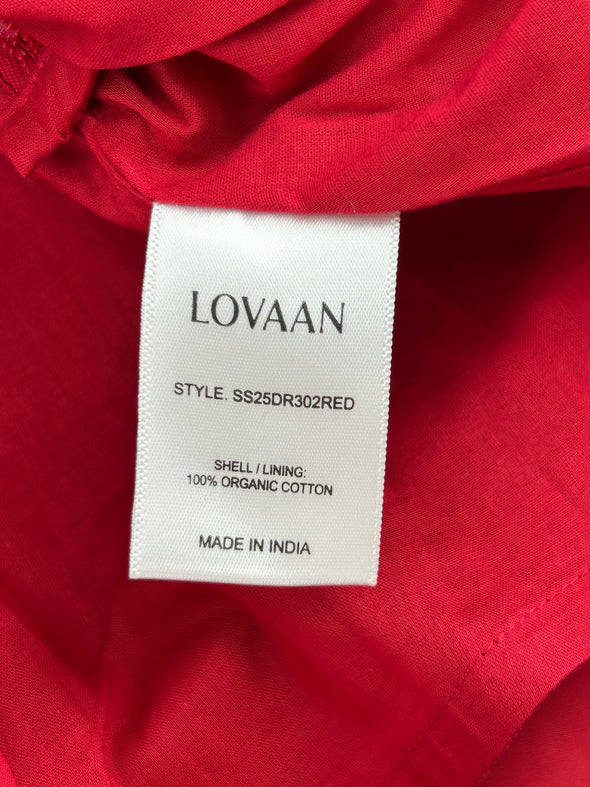 LOVAAN
STYLE. SS25DR302RED
SHELL / LINING:
100% ORGANIC COTTON
MADE IN INDIA